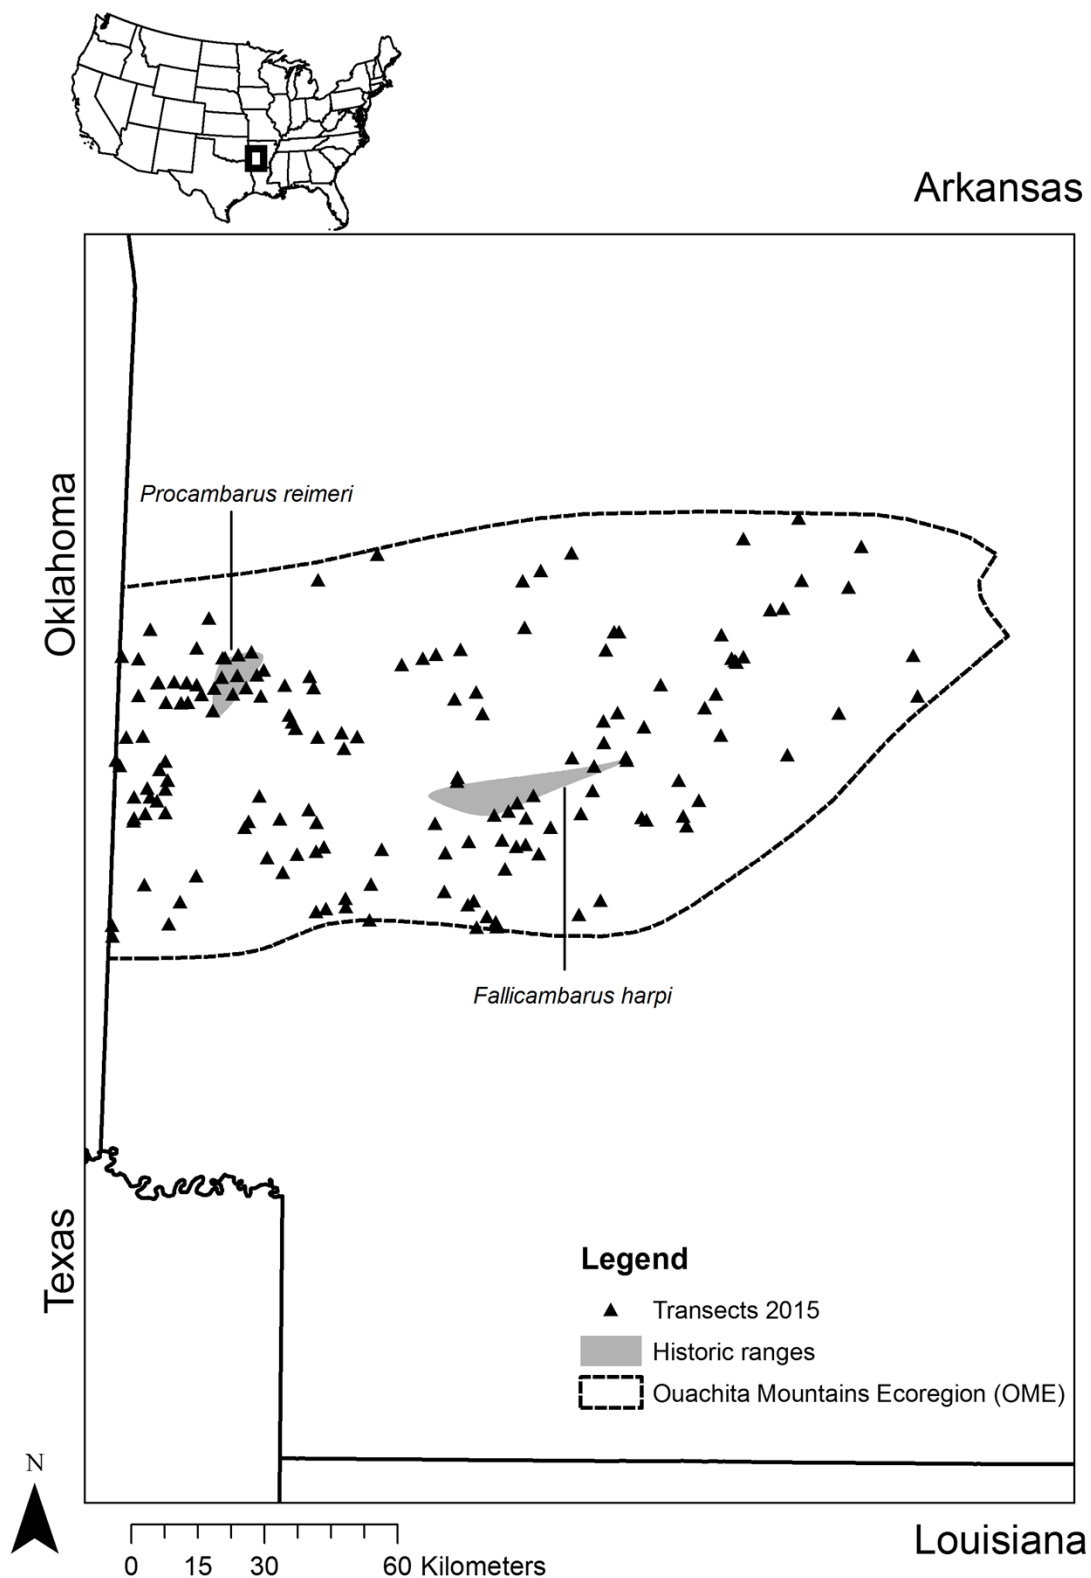 Arkansas
Oklahoma
Procambarus reimeri
Fallicambarus harpi
Texas
Legend
Transects 2015
Historic ranges
Ouachita Mountains Ecoregion (OME)
N
0 15 30 60 Kilometers
Louisiana